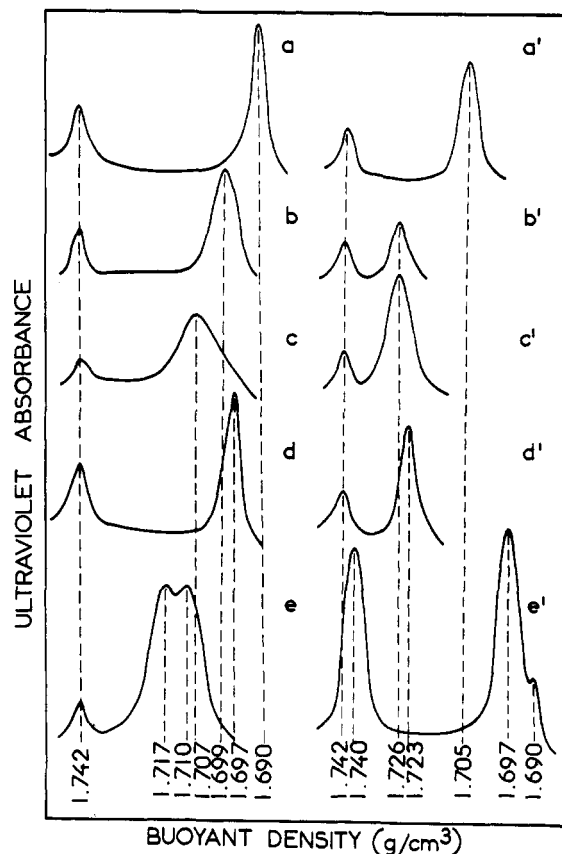 a
a'
b
b'
c
c'
d
d'
e
e'
ULTRAVIOLET ABSORBANCE
1.742
1.717
1.710
1.707
1.699
1.697
1.690
1.742
1.740
1.726
1.723
1.705
1.697
1.690
BUOYANT DENSITY (g/cm3)